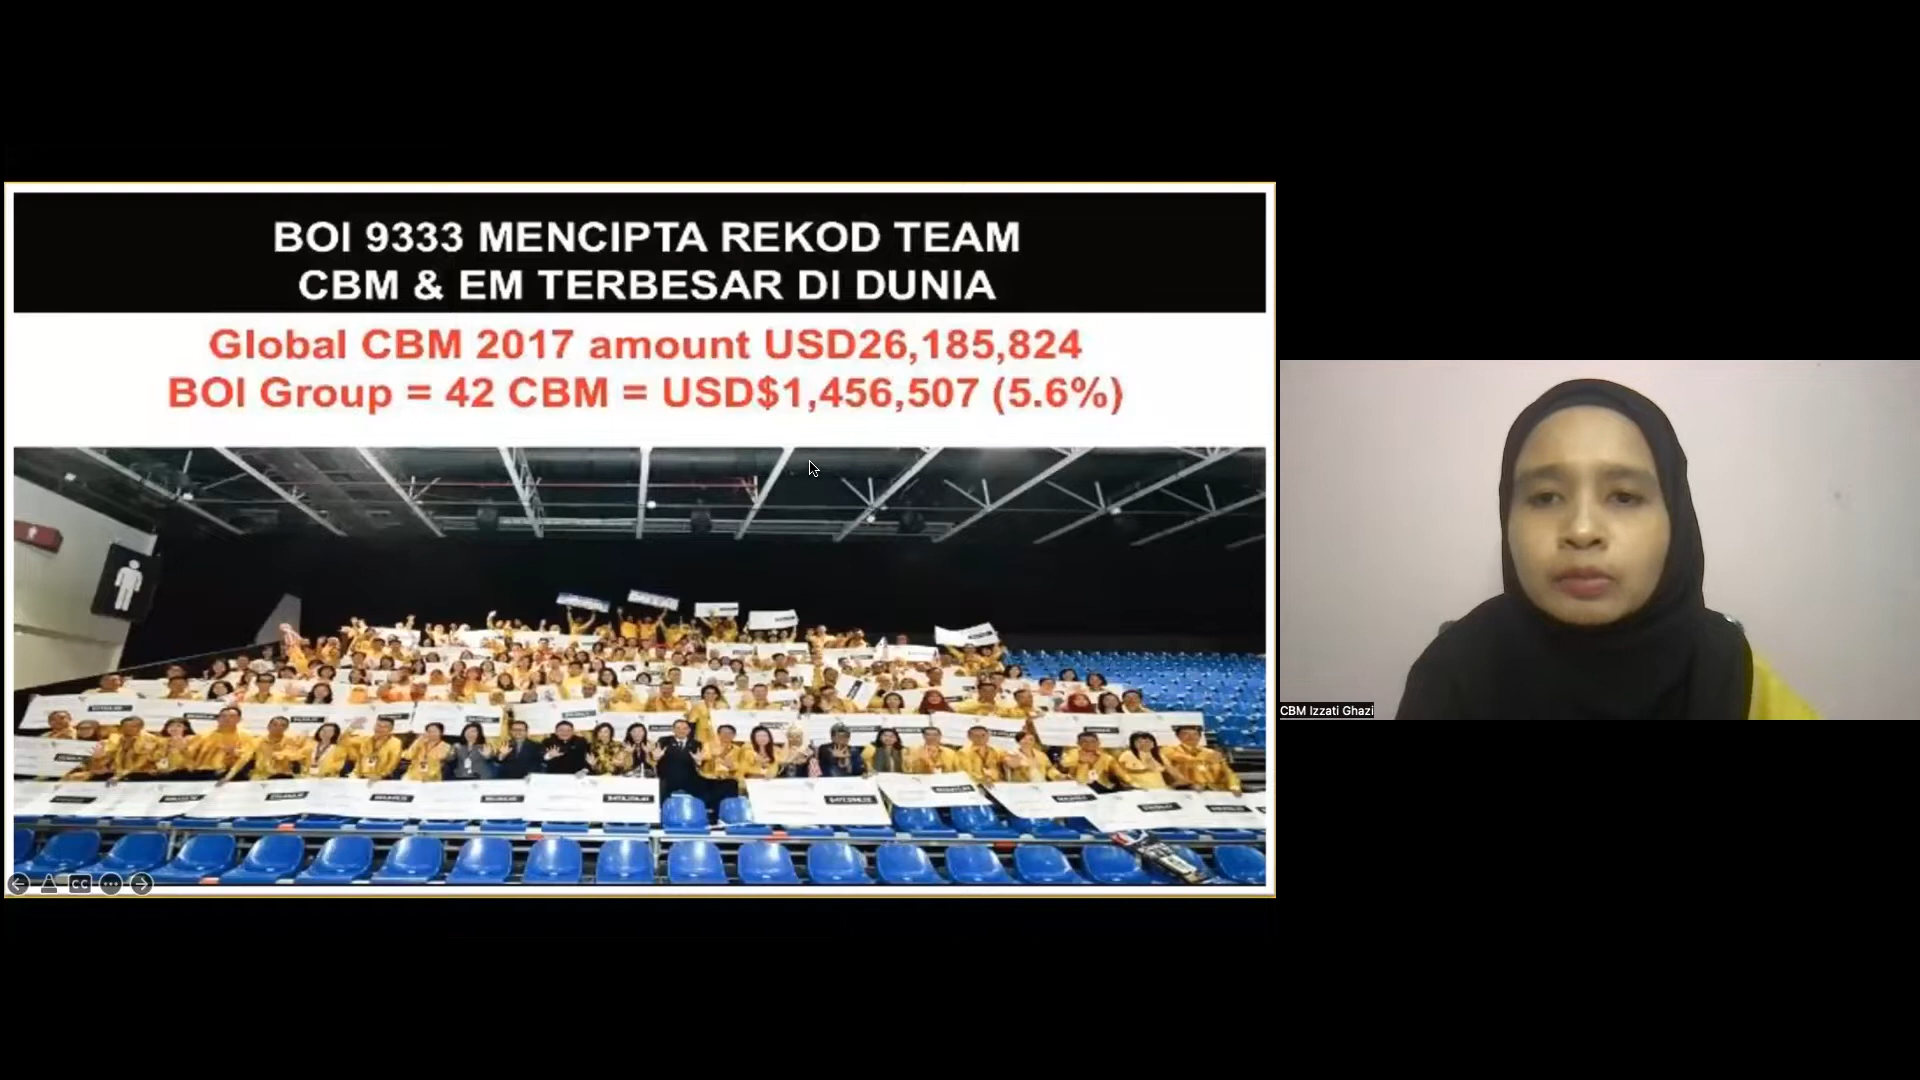 BOI 9333 MENCIPTA REKOD TEAM
CBM & EM TERBESAR DI DUNIA
Global CBM 2017 amount USD26,185,824
BOI Group = 42 CBM = USD$1,456,507 (5.6%)
CC
CBM Izzati Ghazi